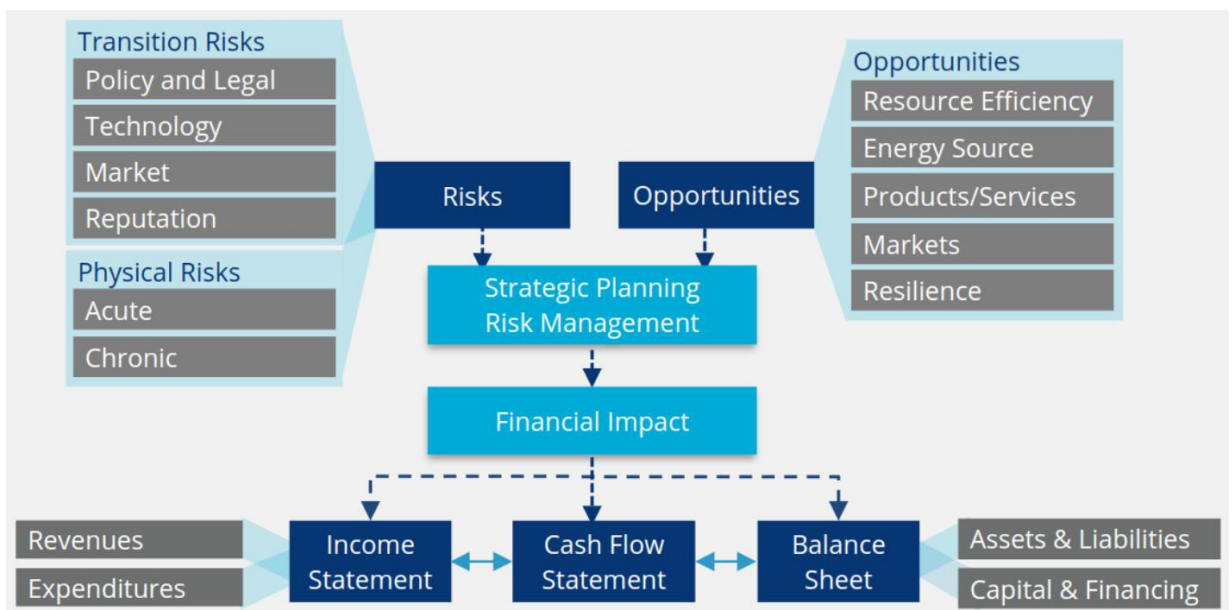 Transition Risks
Policy and Legal
Technology
Market
Reputation
Physical Risks
Acute
Chronic
Risks
Opportunities
Opportunities
Resource Efficiency
Energy Source
Products/Services
Markets
Resilience
Strategic Planning
Risk Management
Financial Impact
Revenues
Expenditures
Income
Statement
Cash Flow
Statement
Balance
Sheet
Assets & Liabilities
Capital & Financing